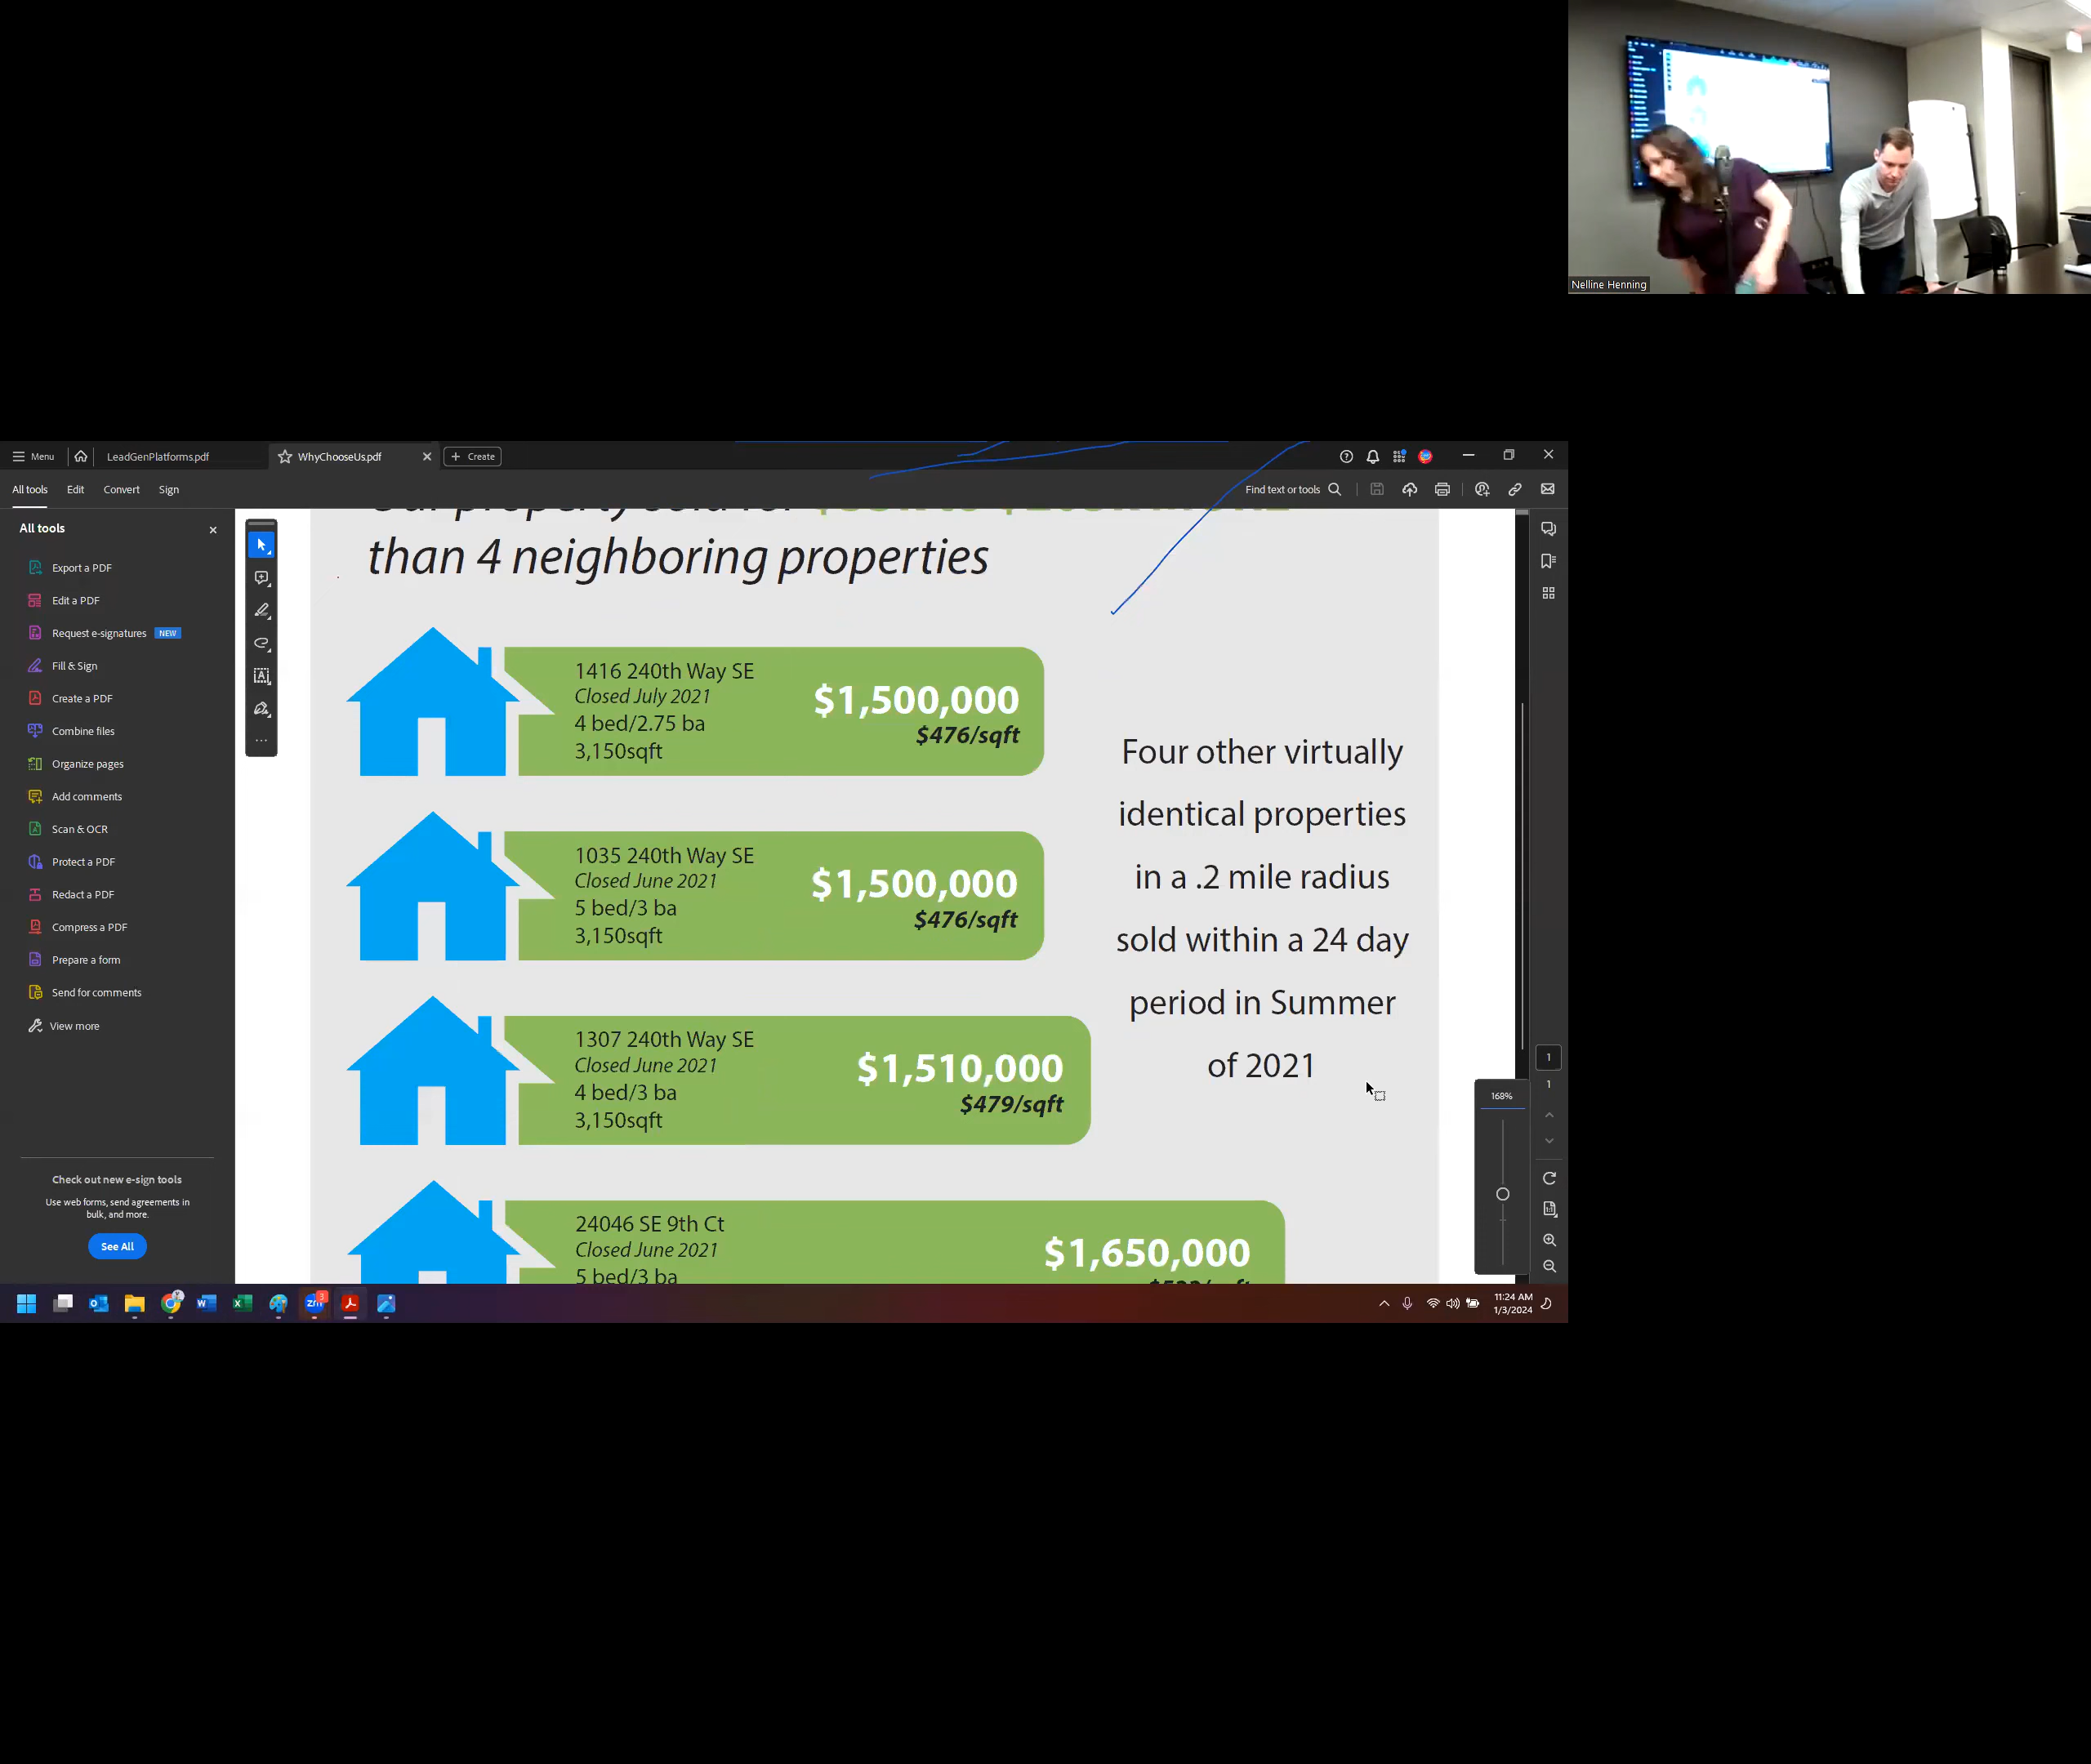 Nelline Henning
Menu
LeadGenPlatforms.pdf
WhyChooseUs.pdf
Create
All tools
Edit
Convert
Sign
Find text or tools
All tools
Export a PDF
Edit a PDF
Request e-signatures NEW
Fill & Sign
Create a PDF
Combine files
Organize pages
Add comments
Scan & OCR
Protect a PDF
Redact a PDF
Compress a PDF
Prepare a form
Send for comments
View more
Check out new e-sign tools
Use web forms, send agreements in
bulk, and more.
See All
than 4 neighboring properties
1416 240th Way SE
Closed July 2021
4 bed/2.75 ba
3,150sqft
$1,500,000
$476/sqft
1035 240th Way SE
Closed June 2021
5 bed/3 ba
3,150sqft
$1,500,000
$476/sqft
1307 240th Way SE
Closed June 2021
4 bed/3 ba
3,150sqft
$1,510,000
$479/sqft
24046 SE 9th Ct
Closed June 2021
5 bed/3 ba
$1,650,000
Four other virtually
identical properties
in a .2 mile radius
sold within a 24 day
period in Summer
of 2021
1
1
168%
zm
3
11:24 AM
1/3/2024